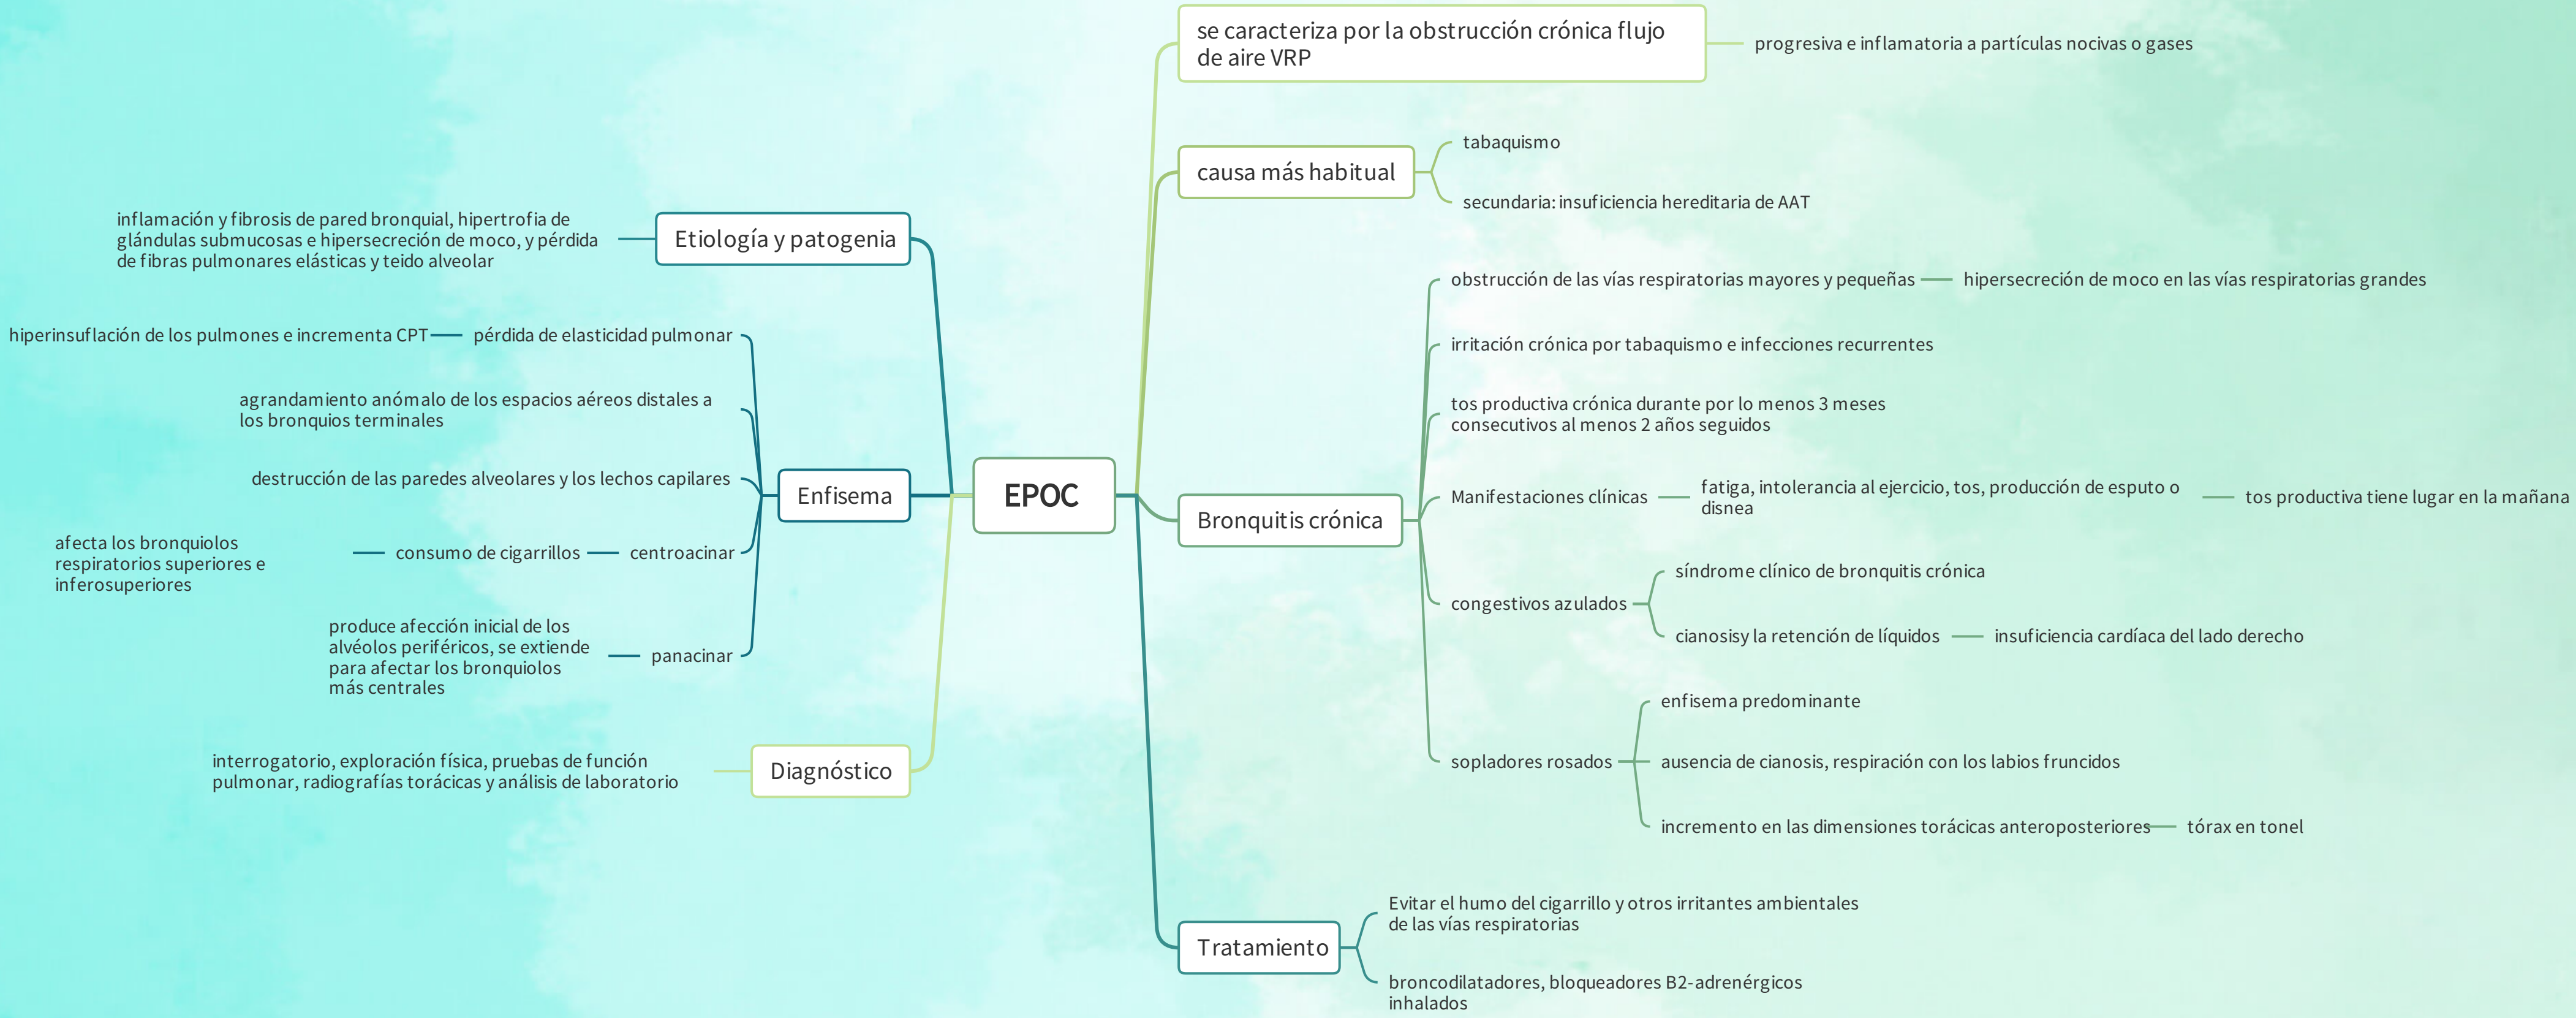 EPOC
se caracteriza por la obstrucción crónica flujo
de aire VRP
progresiva e inflamatoria a partículas nocivas o gases
causa más habitual
tabaquismo
secundaria: insuficiencia hereditaria de AAT
Bronquitis crónica
obstrucción de las vías respiratorias mayores y pequeñas
hipersecreción de moco en las vías respiratorias grandes
irritación crónica por tabaquismo e infecciones recurrentes
tos productiva crónica durante por lo menos 3 meses
consecutivos al menos 2 años seguidos
Manifestaciones clínicas
fatiga, intolerancia al ejercicio, tos, producción de esputo o
disnea
tos productiva tiene lugar en la mañana
congestivos azulados
síndrome clínico de bronquitis crónica
cianosisy la retención de líquidos
insuficiencia cardíaca del lado derecho
sopladores rosados
enfisema predominante
ausencia de cianosis, respiración con los labios fruncidos
incremento en las dimensiones torácicas anteroposteriores
tórax en tonel
Tratamiento
Evitar el humo del cigarrillo y otros irritantes ambientales
de las vías respiratorias
broncodilatadores, bloqueadores B2-adrenérgicos
inhalados
Etiología y patogenia
inflamación y fibrosis de pared bronquial, hipertrofia de
glándulas submucosas e hipersecreción de moco, y pérdida
de fibras pulmonares elásticas y teido alveolar
Enfisema
pérdida de elasticidad pulmonar
hiperinsuflación de los pulmones e incrementa CPT
agrandamiento anómalo de los espacios aéreos distales a
los bronquios terminales
destrucción de las paredes alveolares y los lechos capilares
centroacinar
consumo de cigarrillos
afecta los bronquiolos
respiratorios superiores e
inferosuperiores
panacinar
produce afección inicial de los
alvéolos periféricos, se extiende
para afectar los bronquiolos
más centrales
Diagnóstico
interrogatorio, exploración física, pruebas de función
pulmonar, radiografías torácicas y análisis de laboratorio